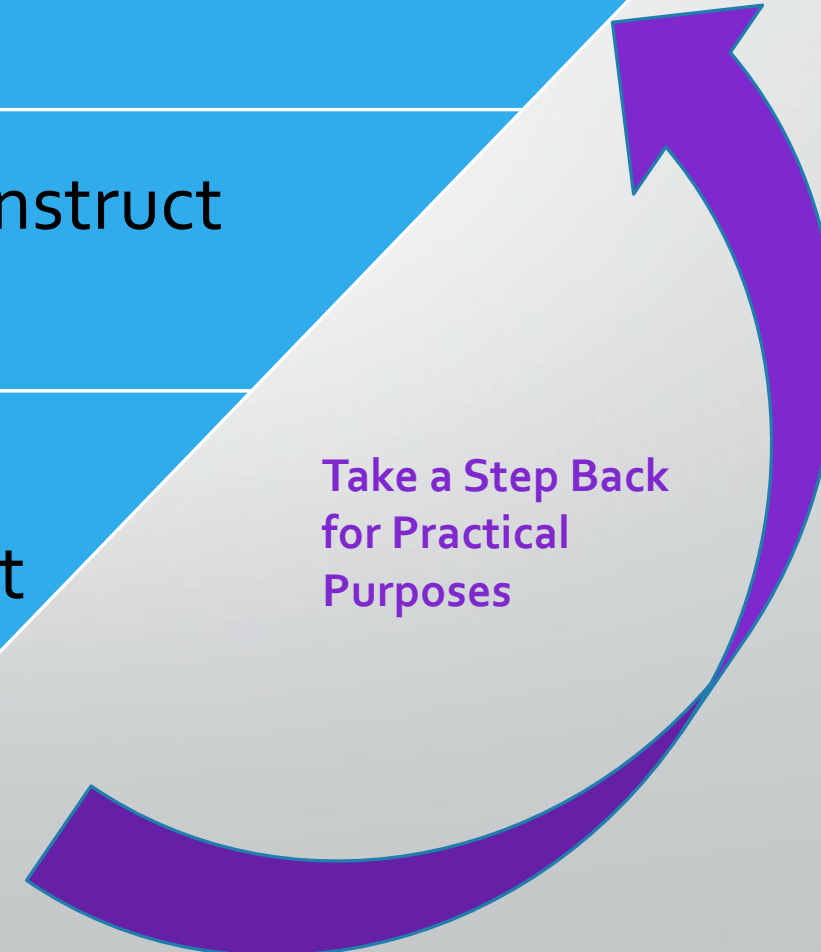 nstruct
Take a Step Back
for Practical
Purposes
t